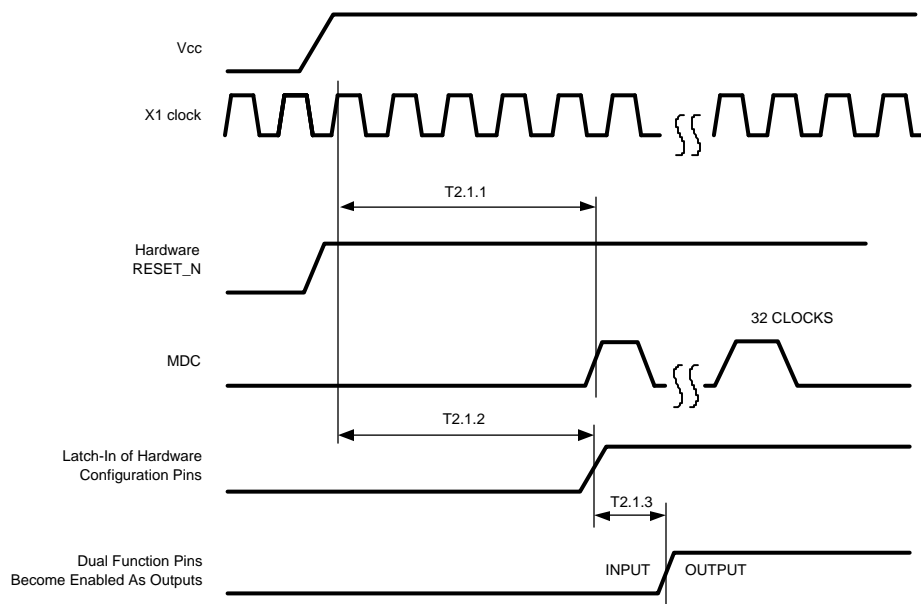 Vcc
X1 clock
T2.1.1
Hardware
RESET_N
32 CLOCKS
MDC
T2.1.2
Latch-In of Hardware
Configuration Pins
T2.1.3
Dual Function Pins
Become Enabled As Outputs
INPUT
OUTPUT